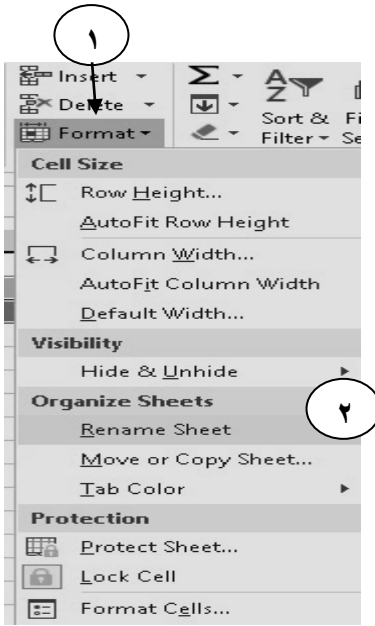 ١
Insert
Delete
Format
Sort &
Filter
Cell Size
Row Height...
AutoFit Row Height
Column Width...
AutoFit Column Width
Default Width...
Visibility
Hide & Unhide
Organize Sheets
٢
Rename Sheet
Move or Copy Sheet...
Tab Color
Protection
Protect Sheet...
Lock Cell
Format Cells...